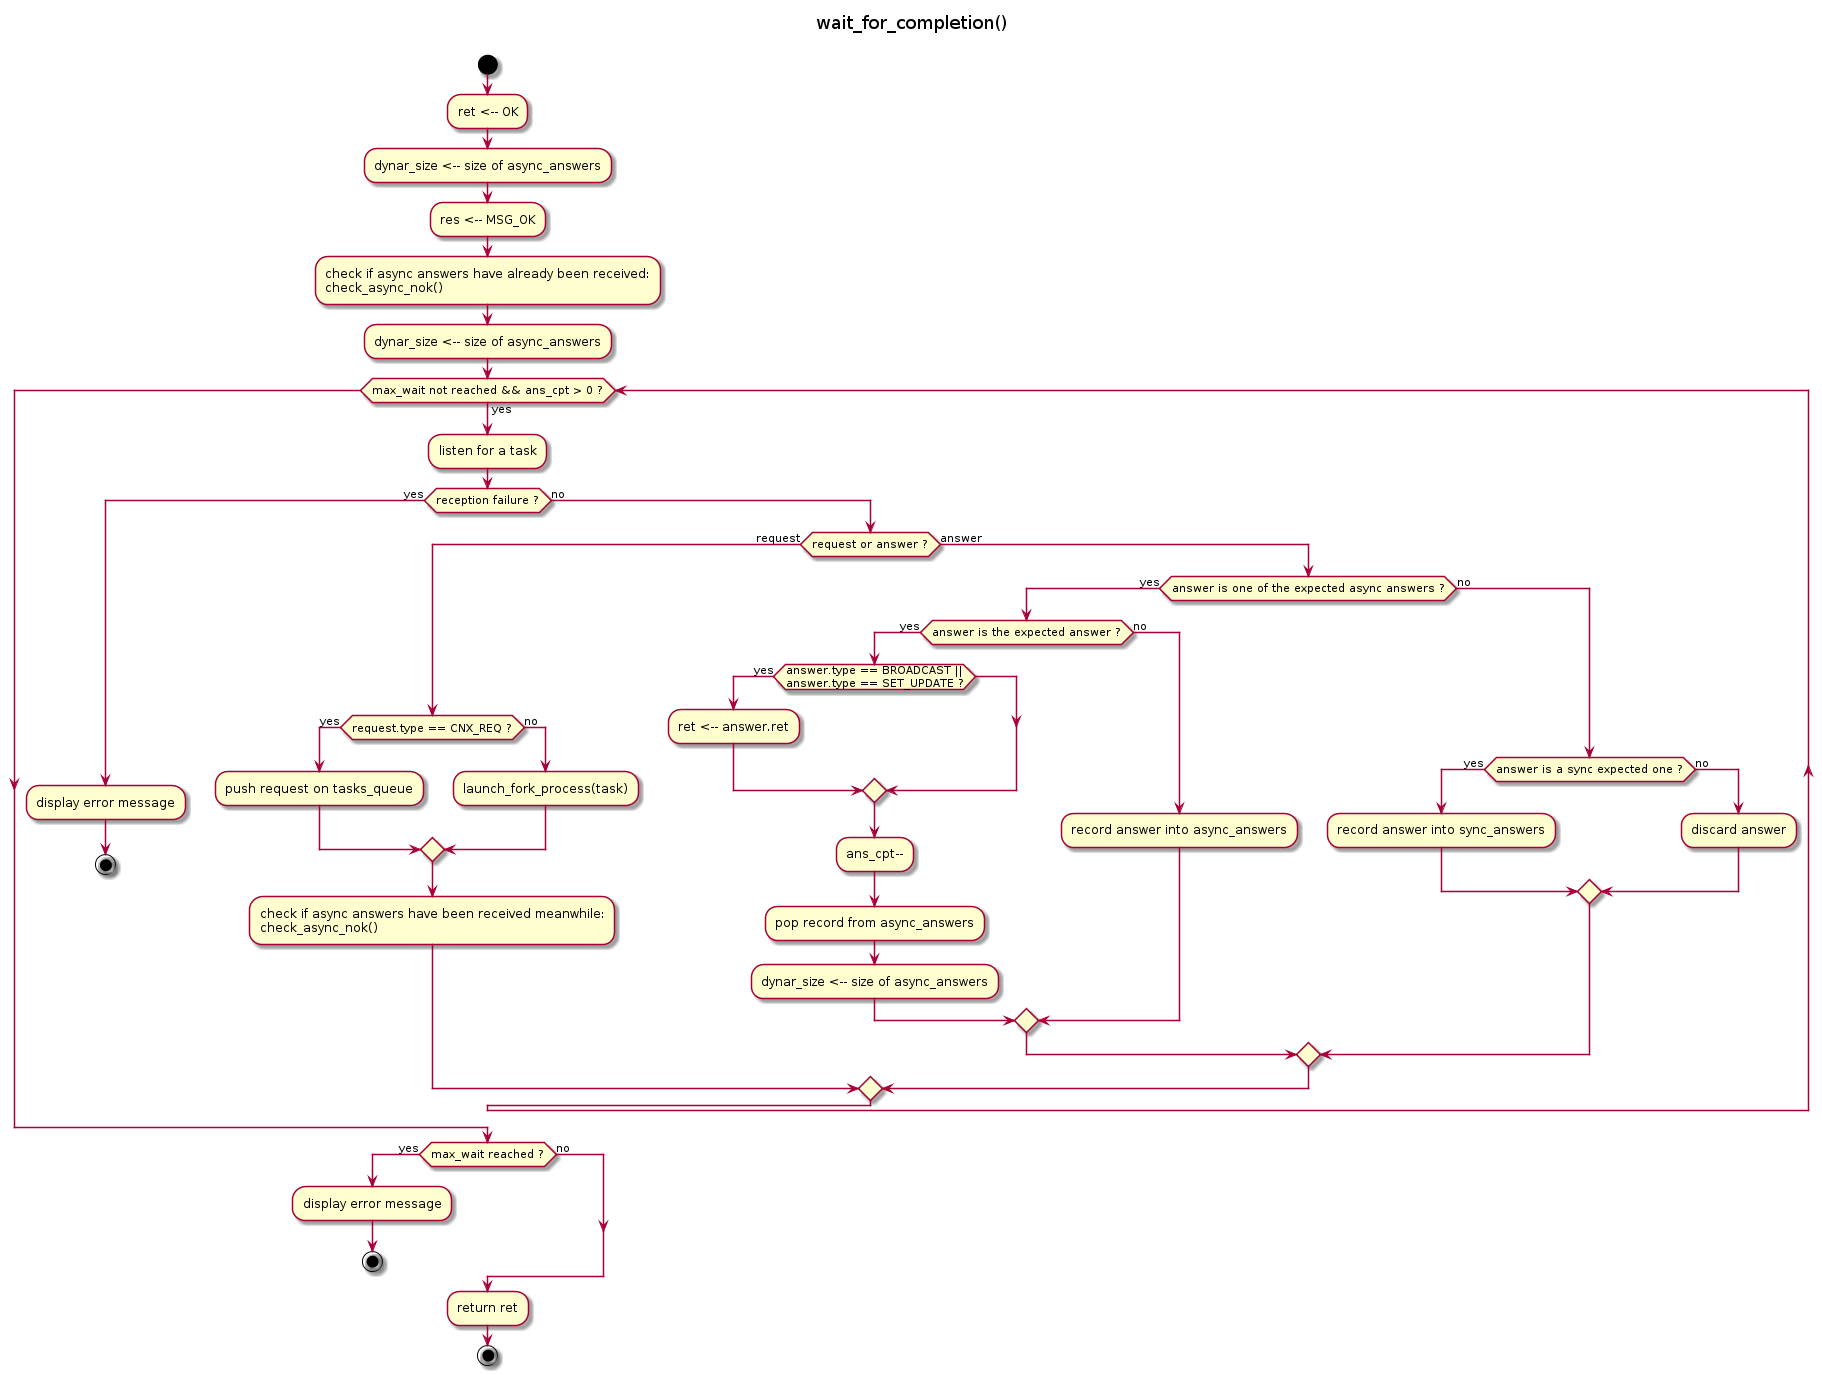 wait_for_completion()
ret <-- OK
dynar_size <-- size of async_answers
res <-- MSG_OK
check if async answers have already been received:
check_async_nok()
dynar_size <-- size of async_answers
max_wait not reached && ans_cpt > 0 ?
yes
listen for a task
yes
reception failure ?
no
request
request or answer ?
answer
yes
answer is one of the expected async answers ?
no
yes
answer is the expected answer ?
no
yes
answer.type == BROADCAST ||
answer.type == SET_UPDATE ?
ret <-- answer.ret
yes
request.type == CNX_REQ ?
no
yes
answer is a sync expected one ?
no
display error message
push request on tasks_queue
launch_fork_process(task)
record answer into async_answers
record answer into sync_answers
discard answer
ans_cpt--
check if async answers have been received meanwhile:
check_async_nok()
pop record from async_answers
dynar_size <-- size of async_answers
yes
max_wait reached ?
no
display error message
return ret